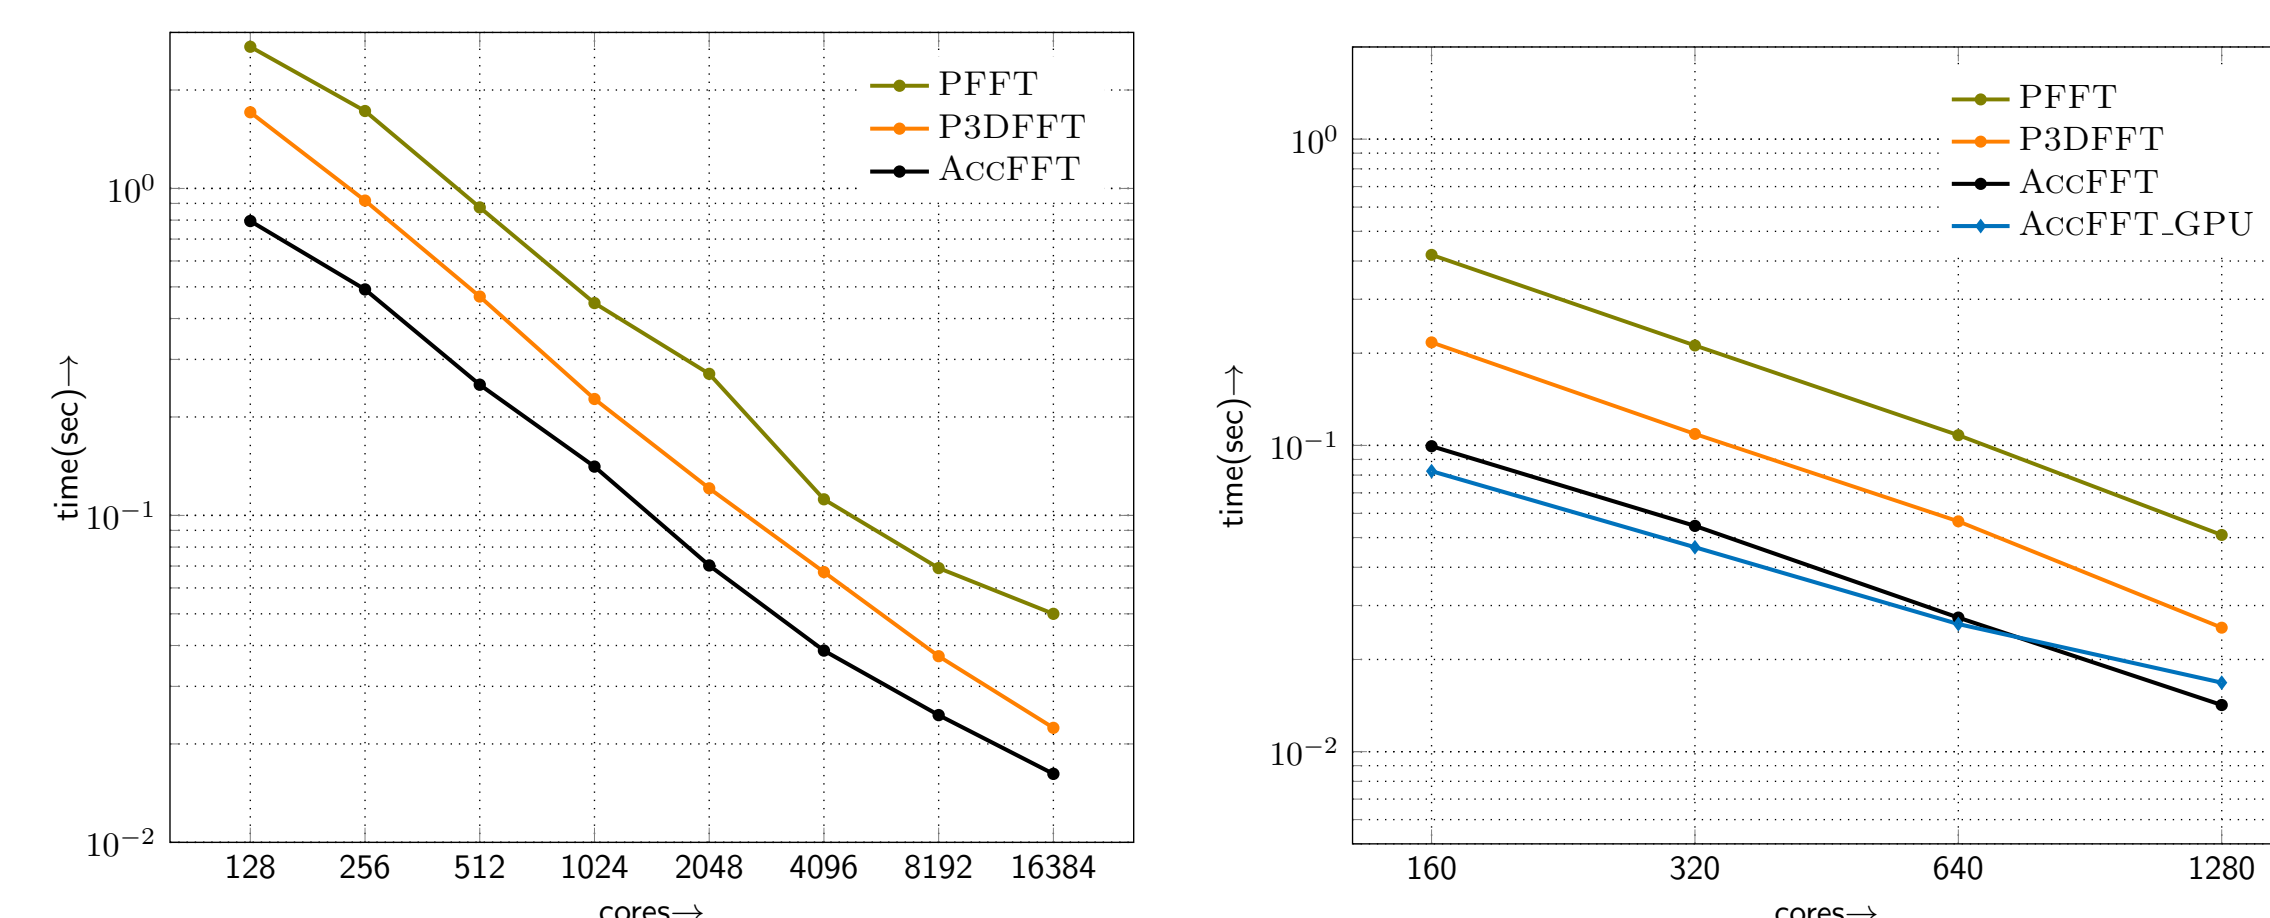 PFFT
P3DFFT
AccFFT
10^0
10^-1
10^-2
time(sec)→
128 256 512 1024 2048 4096 8192 16384
cores→
PFFT
P3DFFT
AccFFT
AccFFT_GPU
10^0
10^-1
10^-2
time(sec)→
160 320 640 1280
cores→